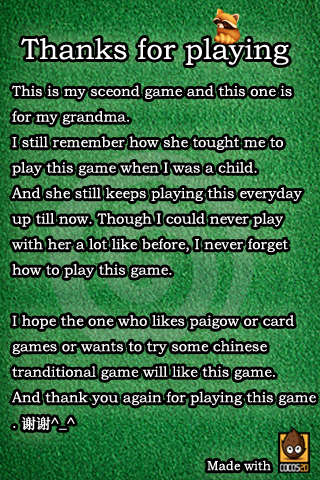 Thanks for playing
This is my sceond game and this one is
for my grandma.
I still remember how she tought me to
play this game when I was a child.
And she still keeps playing this everyday
up till now. Though I could never play
with her a lot like before, I never forget
how to play this game.
I hope the one who likes paigow or card
games or wants to try some chinese
tranditional game will like this game.
And thank you again for playing this game
. 谢谢^_^
Made with
COCOS2D